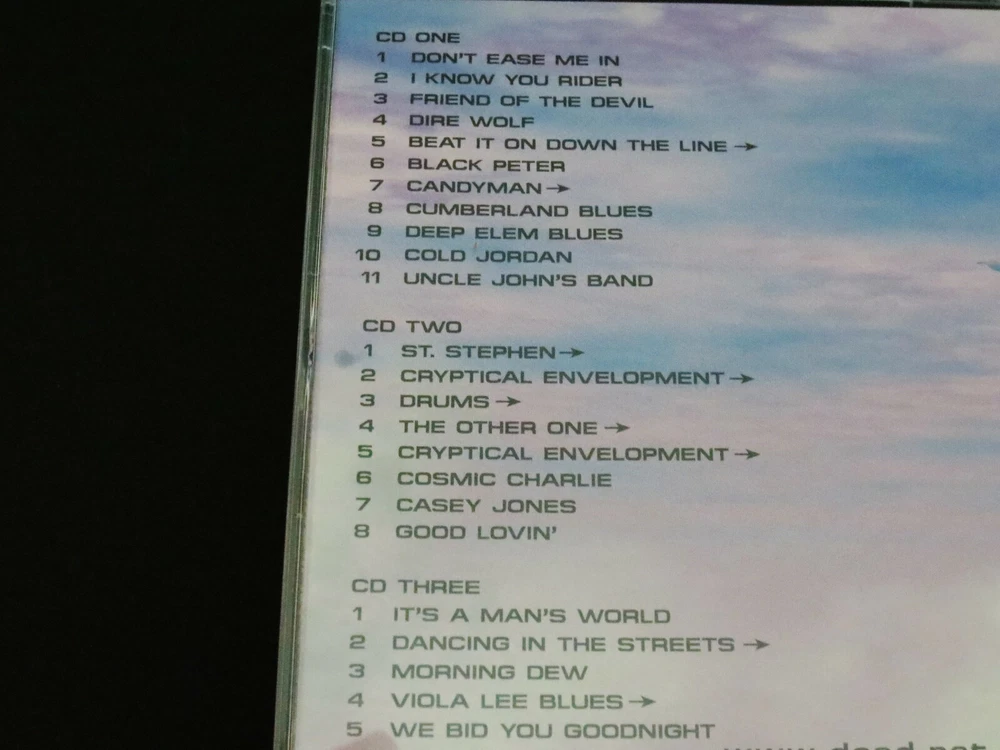 CD ONE
1 DON'T EASE ME IN
2 I KNOW YOU RIDER
3 FRIEND OF THE DEVIL
4 DIRE WOLF
5 BEAT IT ON DOWN THE LINE →
6 BLACK PETER
7 CANDYMAN →
8 CUMBERLAND BLUES
9 DEEP ELEM BLUES
10 COLD JORDAN
11 UNCLE JOHN'S BAND
CD TWO
1 ST. STEPHEN →
2 CRYPTICAL ENVELOPMENT →
3 DRUMS →
4 THE OTHER ONE →
5 CRYPTICAL ENVELOPMENT →
6 COSMIC CHARLIE
7 CASEY JONES
8 GOOD LOVIN'
CD THREE
1 IT'S A MAN'S WORLD
2 DANCING IN THE STREETS →
3 MORNING DEW
4 VIOLA LEE BLUES →
5 WE BID YOU GOODNIGHT